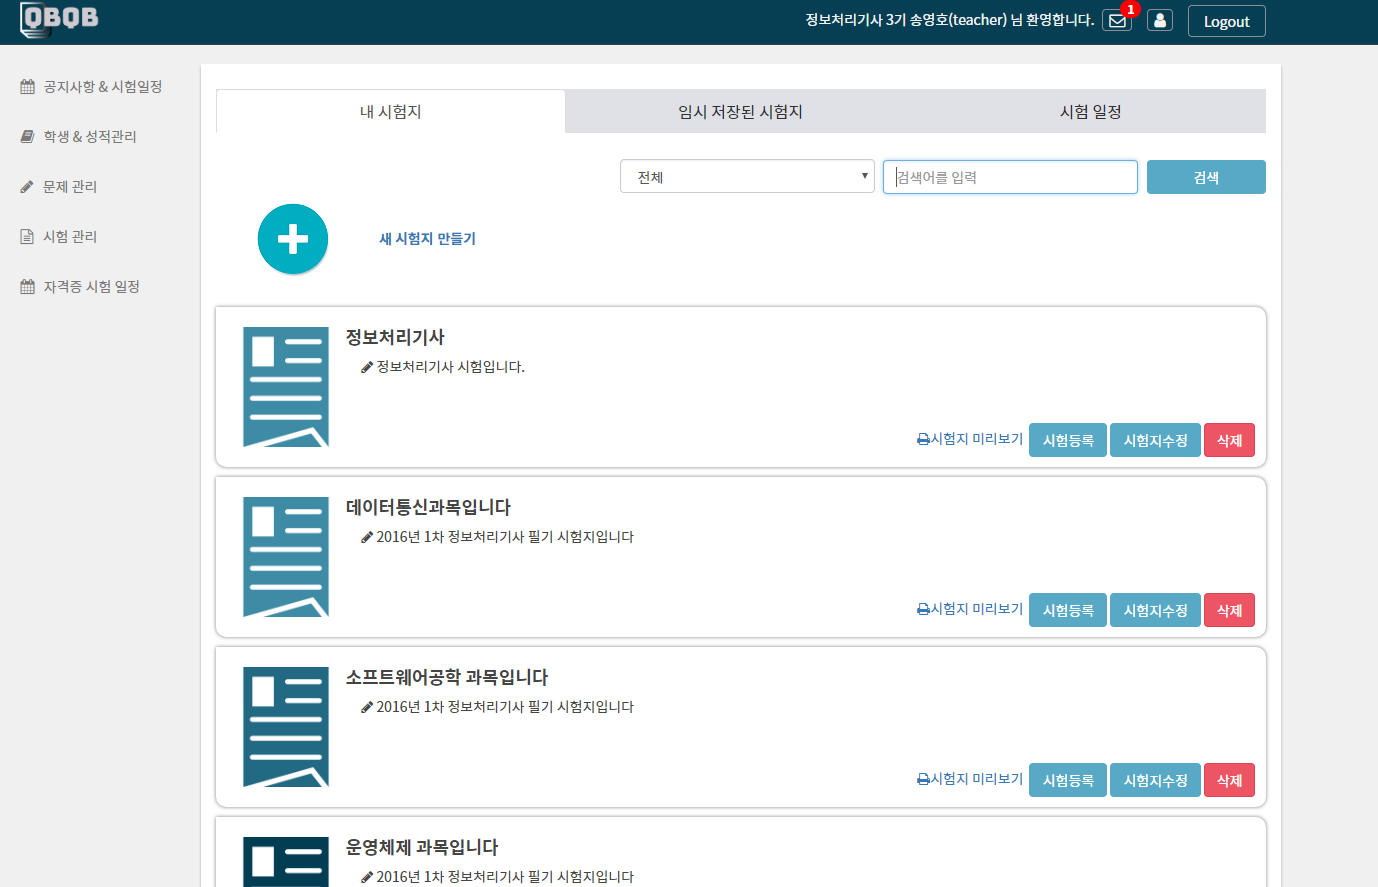 QBQB
정보처리기사 3기 송영호(teacher) 님 환영합니다.
1
Logout
공지사항 & 시험일정
학생 & 성적관리
문제 관리
시험 관리
자격증 시험 일정
내 시험지
임시 저장된 시험지
시험 일정
전체
검색어를 입력
검색
새 시험지 만들기
정보처리기사
정보처리기사 시험입니다.
시험지 미리보기 시험등록 시험지수정 삭제
데이터통신과목입니다
2016년 1차 정보처리기사 필기 시험지입니다
시험지 미리보기 시험등록 시험지수정 삭제
소프트웨어공학 과목입니다
2016년 1차 정보처리기사 필기 시험지입니다
시험지 미리보기 시험등록 시험지수정 삭제
운영체제 과목입니다
2016년 1차 정보처리기사 필기 시험지입니다